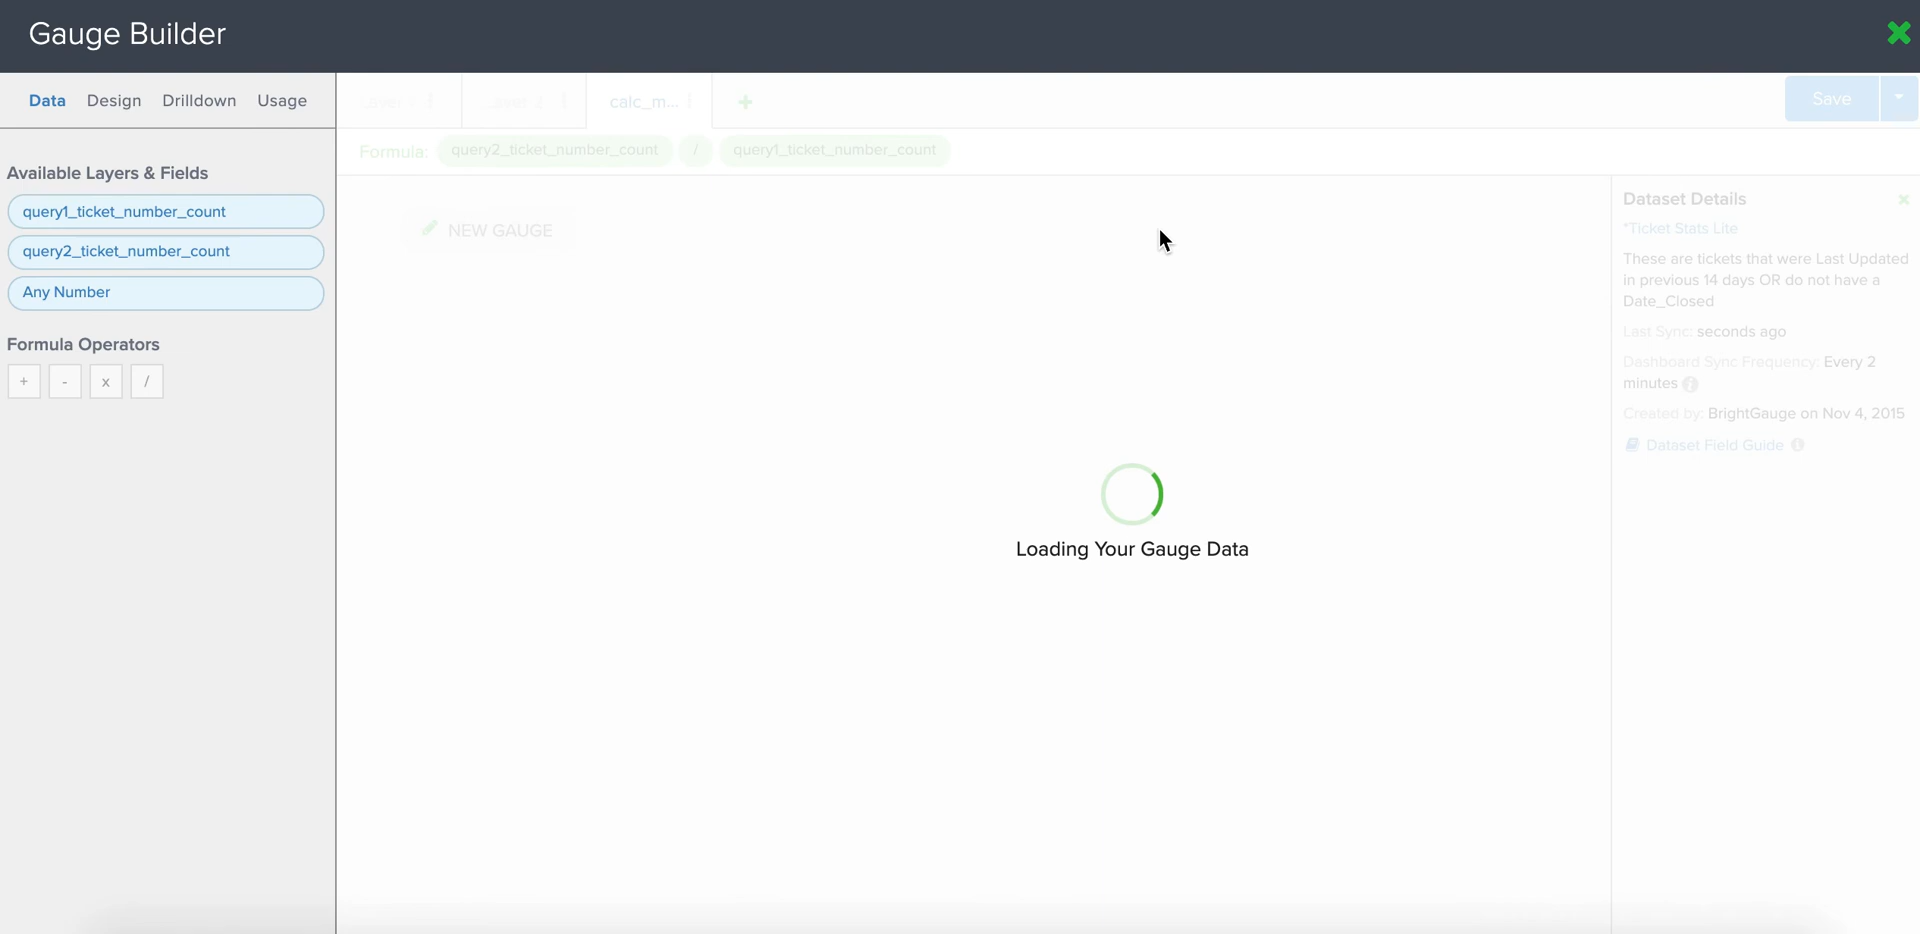 Gauge Builder
Data Design Drilldown Usage
Layer 2 calc_m... +
Save
Formula: query2_ticket_number_count / query1_ticket_number_count
Available Layers & Fields
query1_ticket_number_count
query2_ticket_number_count
Any Number
Formula Operators
+ - x /
NEW GAUGE
Loading Your Gauge Data
Dataset Details
*Ticket Stats Lite
These are tickets that were Last Updated
in previous 14 days OR do not have a
Date_Closed
Last Sync: seconds ago
Dashboard Sync Frequency: Every 2
minutes
Created by: BrightGauge on Nov 4, 2015
Dataset Field Guide